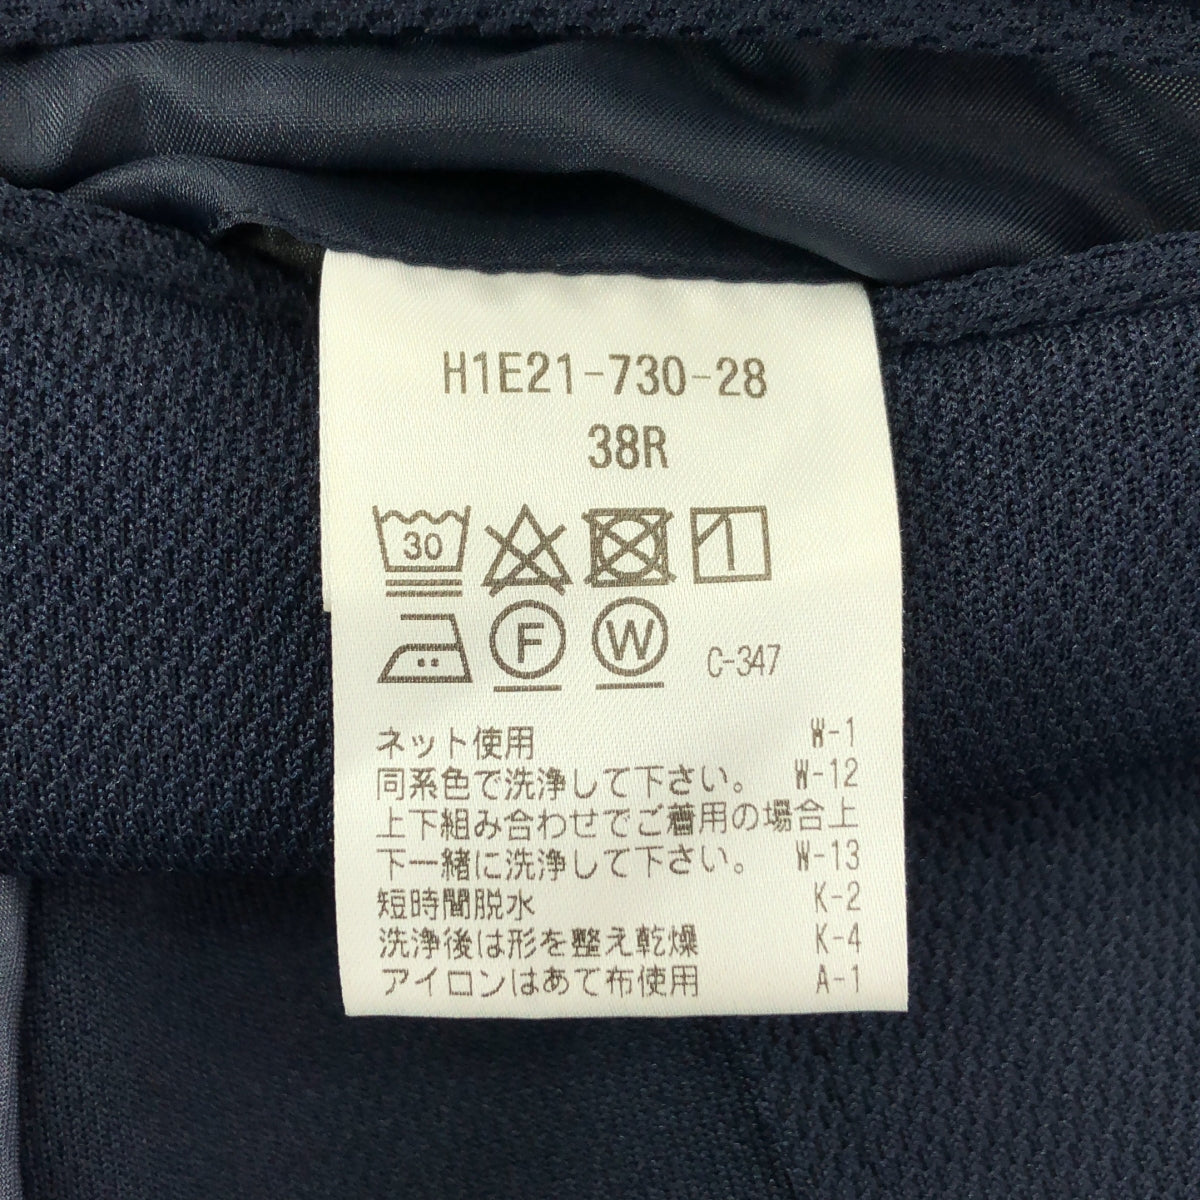 H1E21-730-28
38R
30
F W C-347
ネット使用 W-1
同系色で洗浄して下さい。 W-12
上下組み合わせでご着用の場合上
下一緒に洗浄して下さい。 W-13
短時間脱水 K-2
洗浄後は形を整え乾燥 K-4
アイロンはあて布使用 A-1